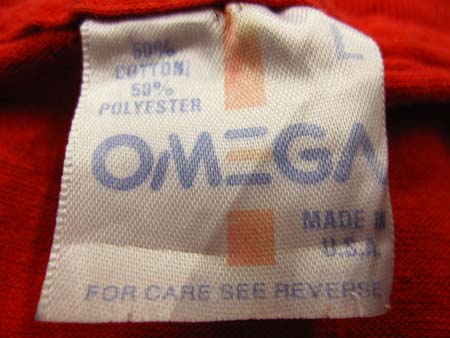 50%
COTTON/
50%
POLYESTER
L
OMEGA
MADE IN
U.S.A.
FOR CARE SEE REVERSE